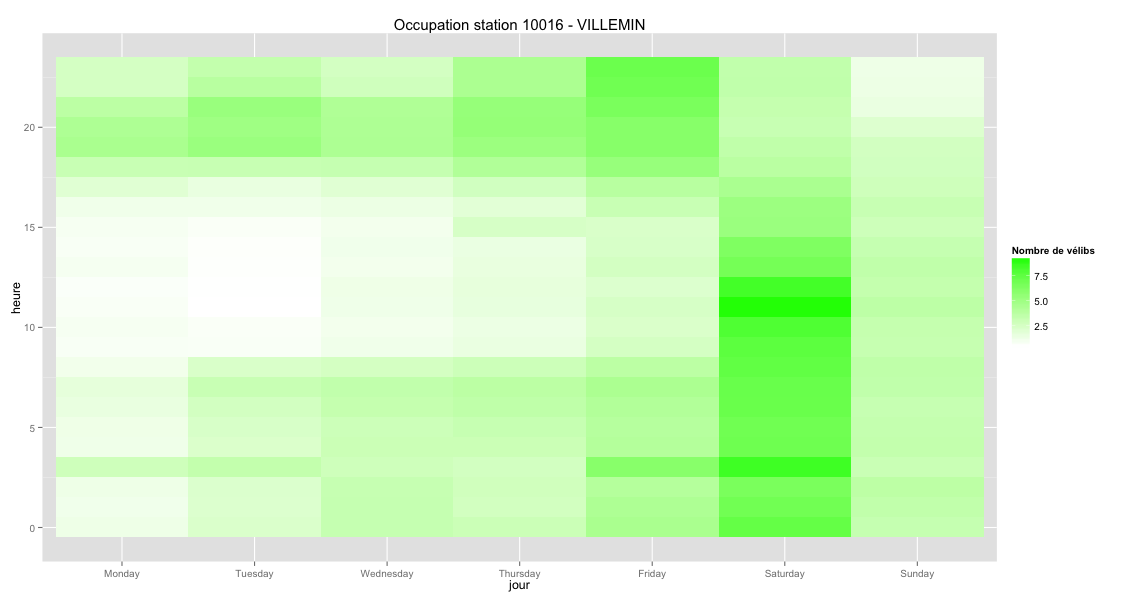 Occupation station 10016 - VILLEMIN
heure
20
15
10
5
0
Monday Tuesday Wednesday Thursday Friday Saturday Sunday
jour
Nombre de vélibs
7.5
5.0
2.5